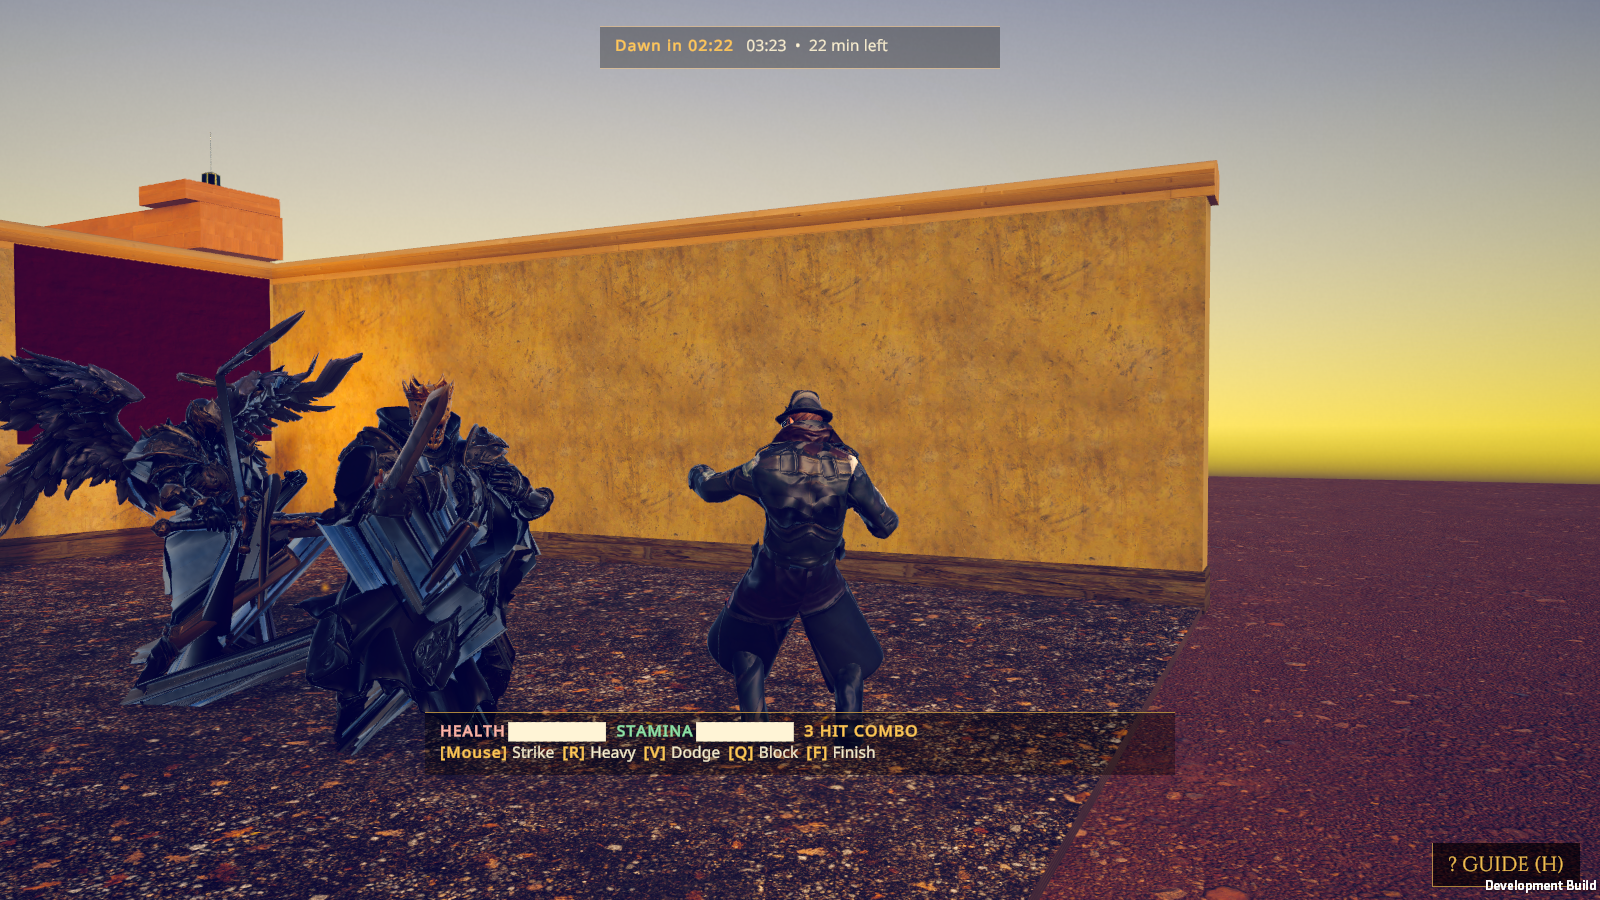 Dawn in 02:22 03:23 • 22 min left
HEALTH STAMINA 3 HIT COMBO
[Mouse] Strike [R] Heavy [V] Dodge [Q] Block [F] Finish
? GUIDE (H)
Development Build